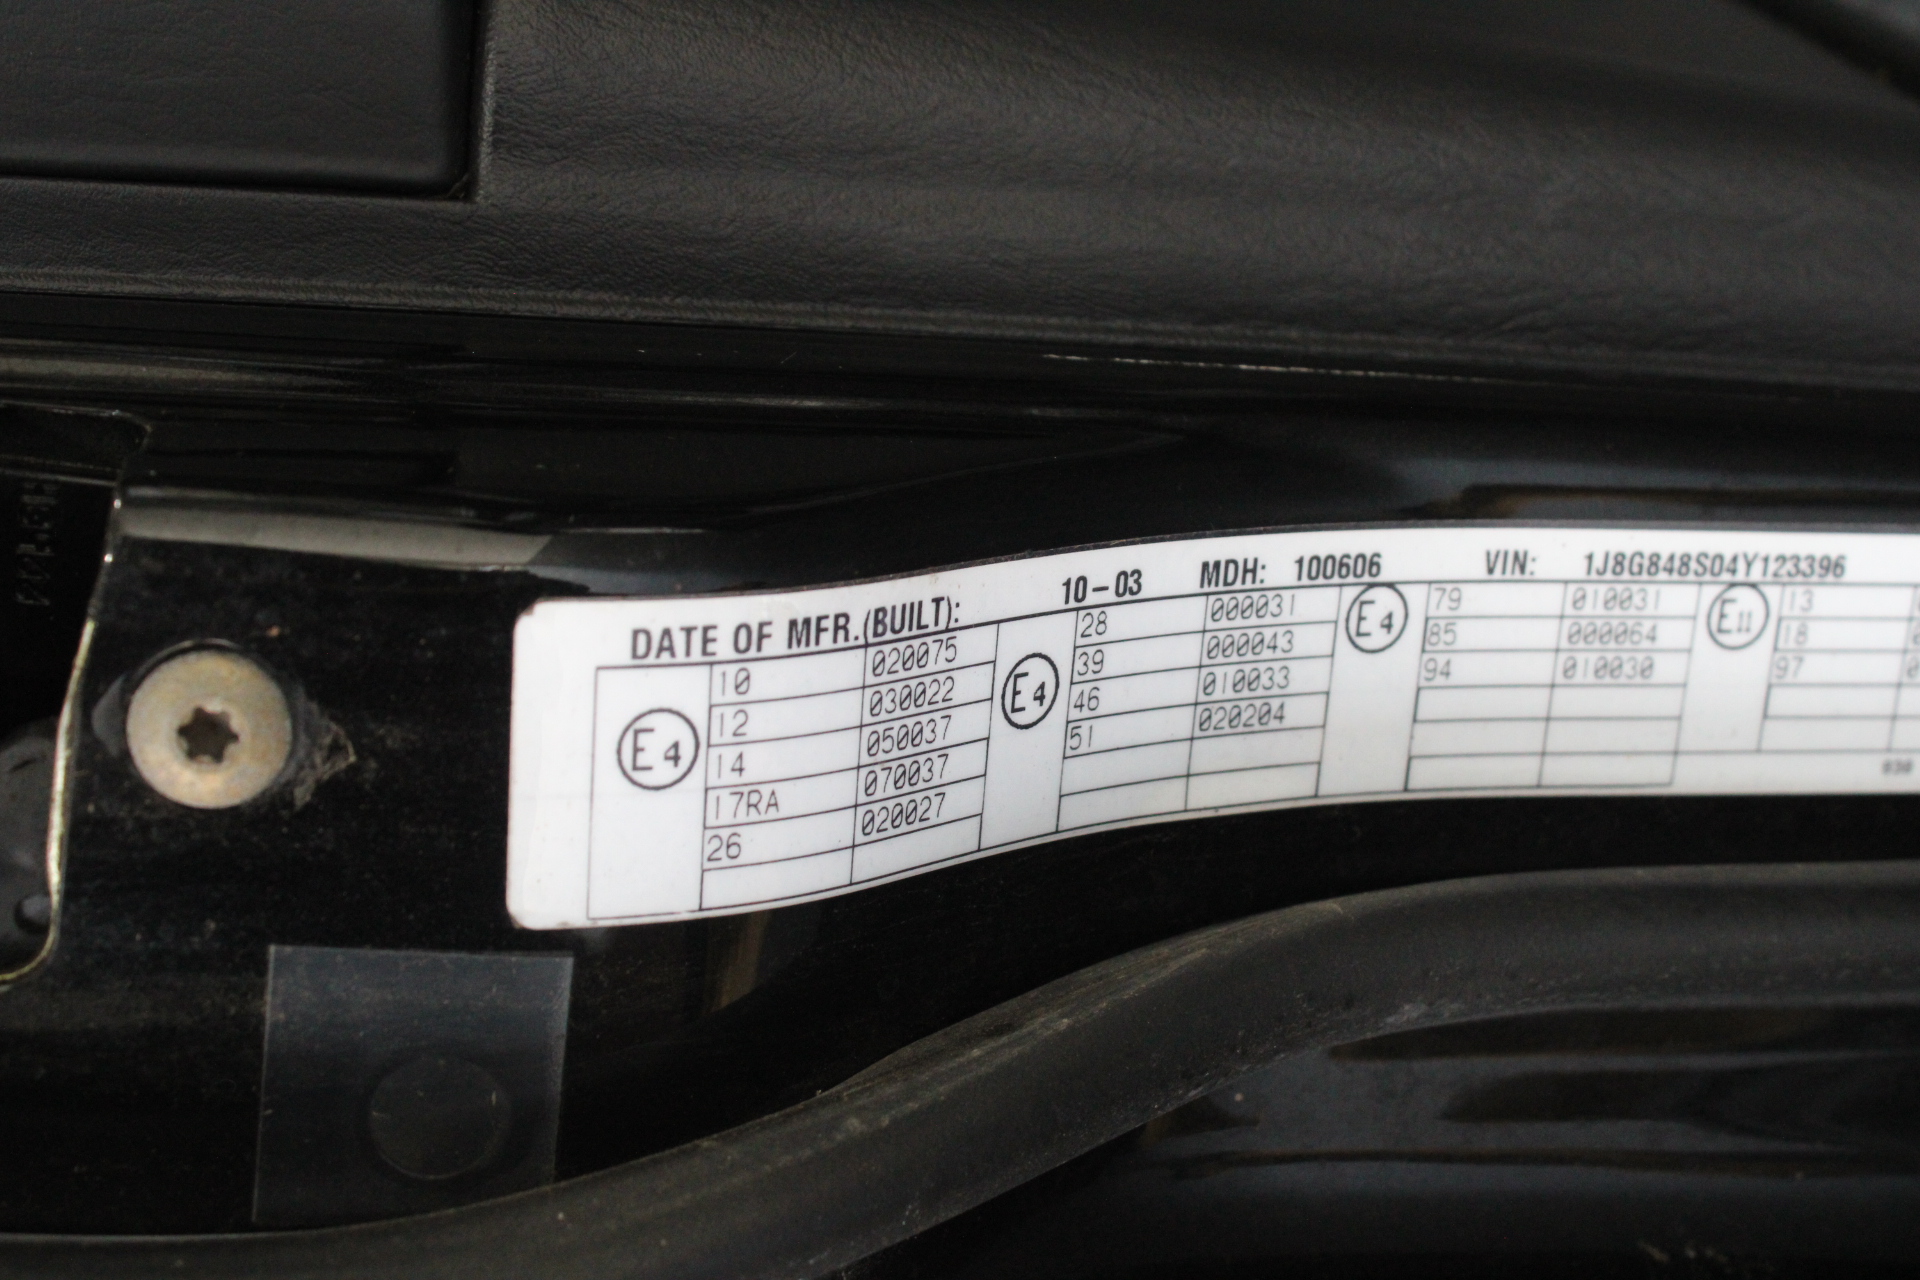 DATE OF MFR.(BUILT): 10-03 MDH: 100606 VIN: 1J8G848S04Y123396
E4
10 020075
12 030022
14 050037
17RA 070037
26 020027
E4
28 000031
39 000043
46 010033
51 020204
E4
79 010031
85 000064
94 010030
E11
13
18
97